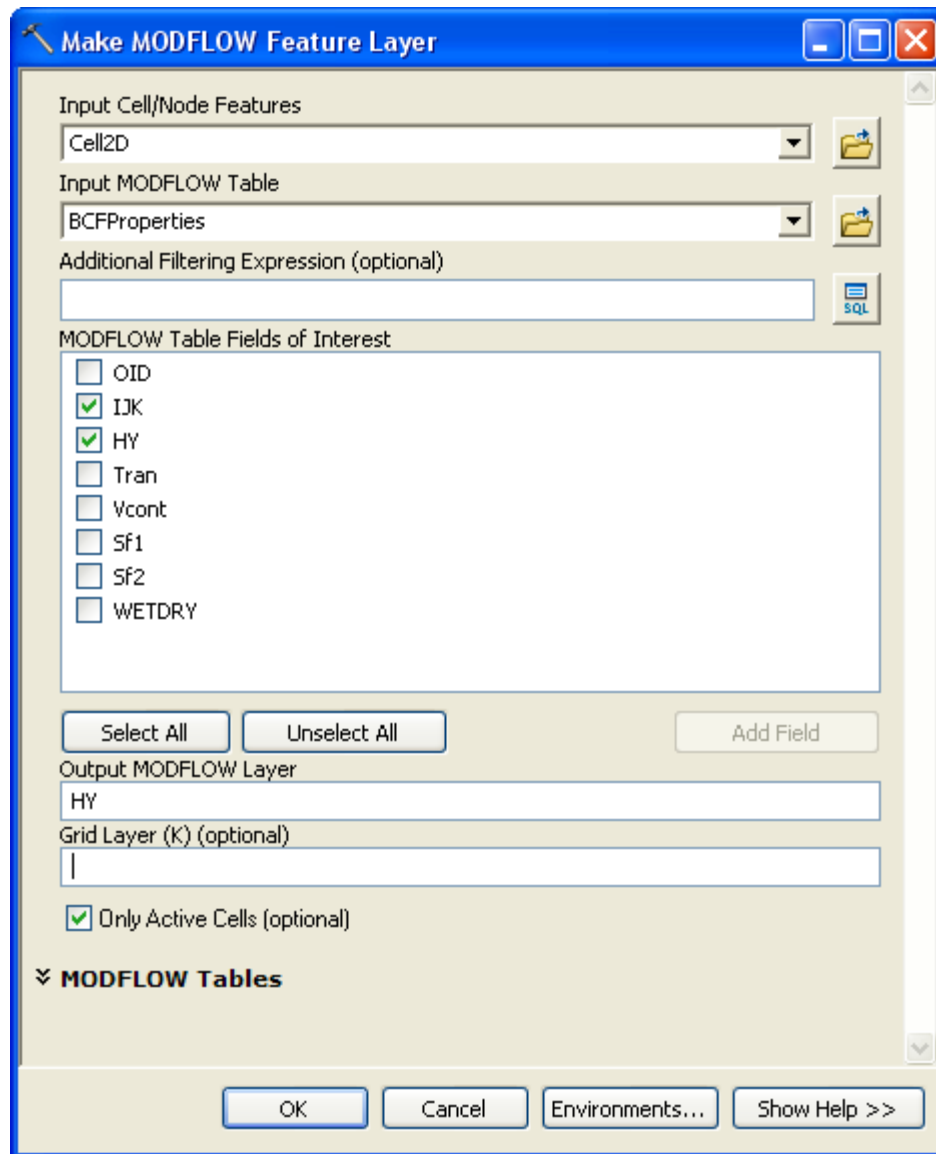 Make MODFLOW Feature Layer
Input Cell/Node Features
Cell2D
Input MODFLOW Table
BCFProperties
Additional Filtering Expression (optional)
SQL
MODFLOW Table Fields of Interest
OID
IJK
HY
Tran
Vcont
Sf1
Sf2
WETDRY
Select All Unselect All Add Field
Output MODFLOW Layer
HY
Grid Layer (K) (optional)
Only Active Cells (optional)
MODFLOW Tables
OK Cancel Environments... Show Help >>